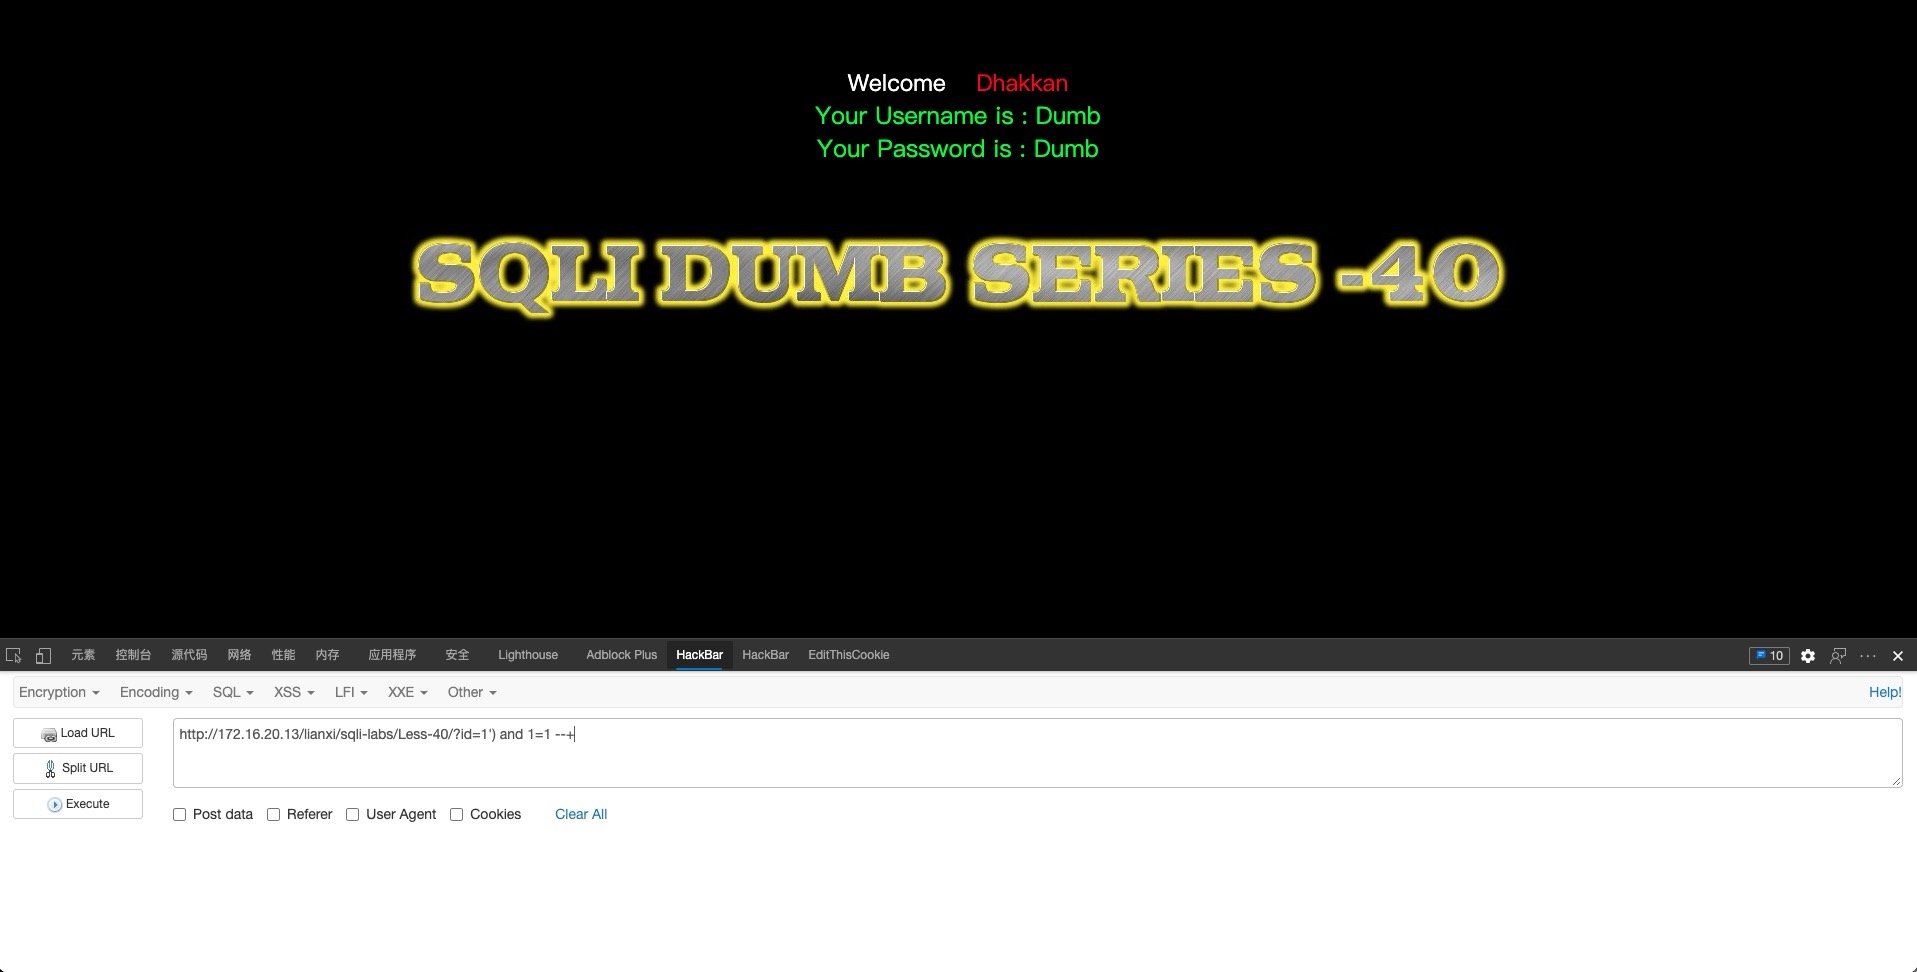 Welcome Dhakkan
Your Username is : Dumb
Your Password is : Dumb
SQLI DUMB SERIES -40
元素 控制台 源代码 网络 性能 内存 应用程序 安全 Lighthouse Adblock Plus HackBar HackBar EditThisCookie 10
Encryption Encoding SQL XSS LFI XXE Other Help!
Load URL http://172.16.20.13/lianxi/sqli-labs/Less-40/?id=1') and 1=1 --+
Split URL
Execute
Post data Referer User Agent Cookies Clear All